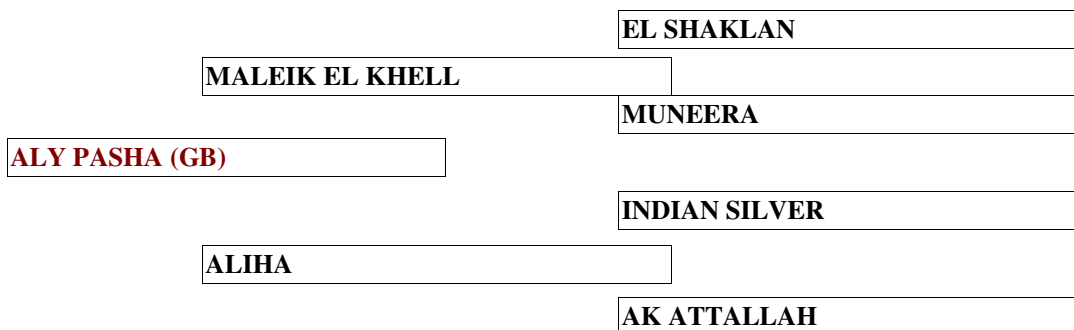 EL SHAKLAN
MALEIK EL KHELL
MUNEERA
ALY PASHA (GB)
INDIAN SILVER
ALIHA
AK ATTALLAH